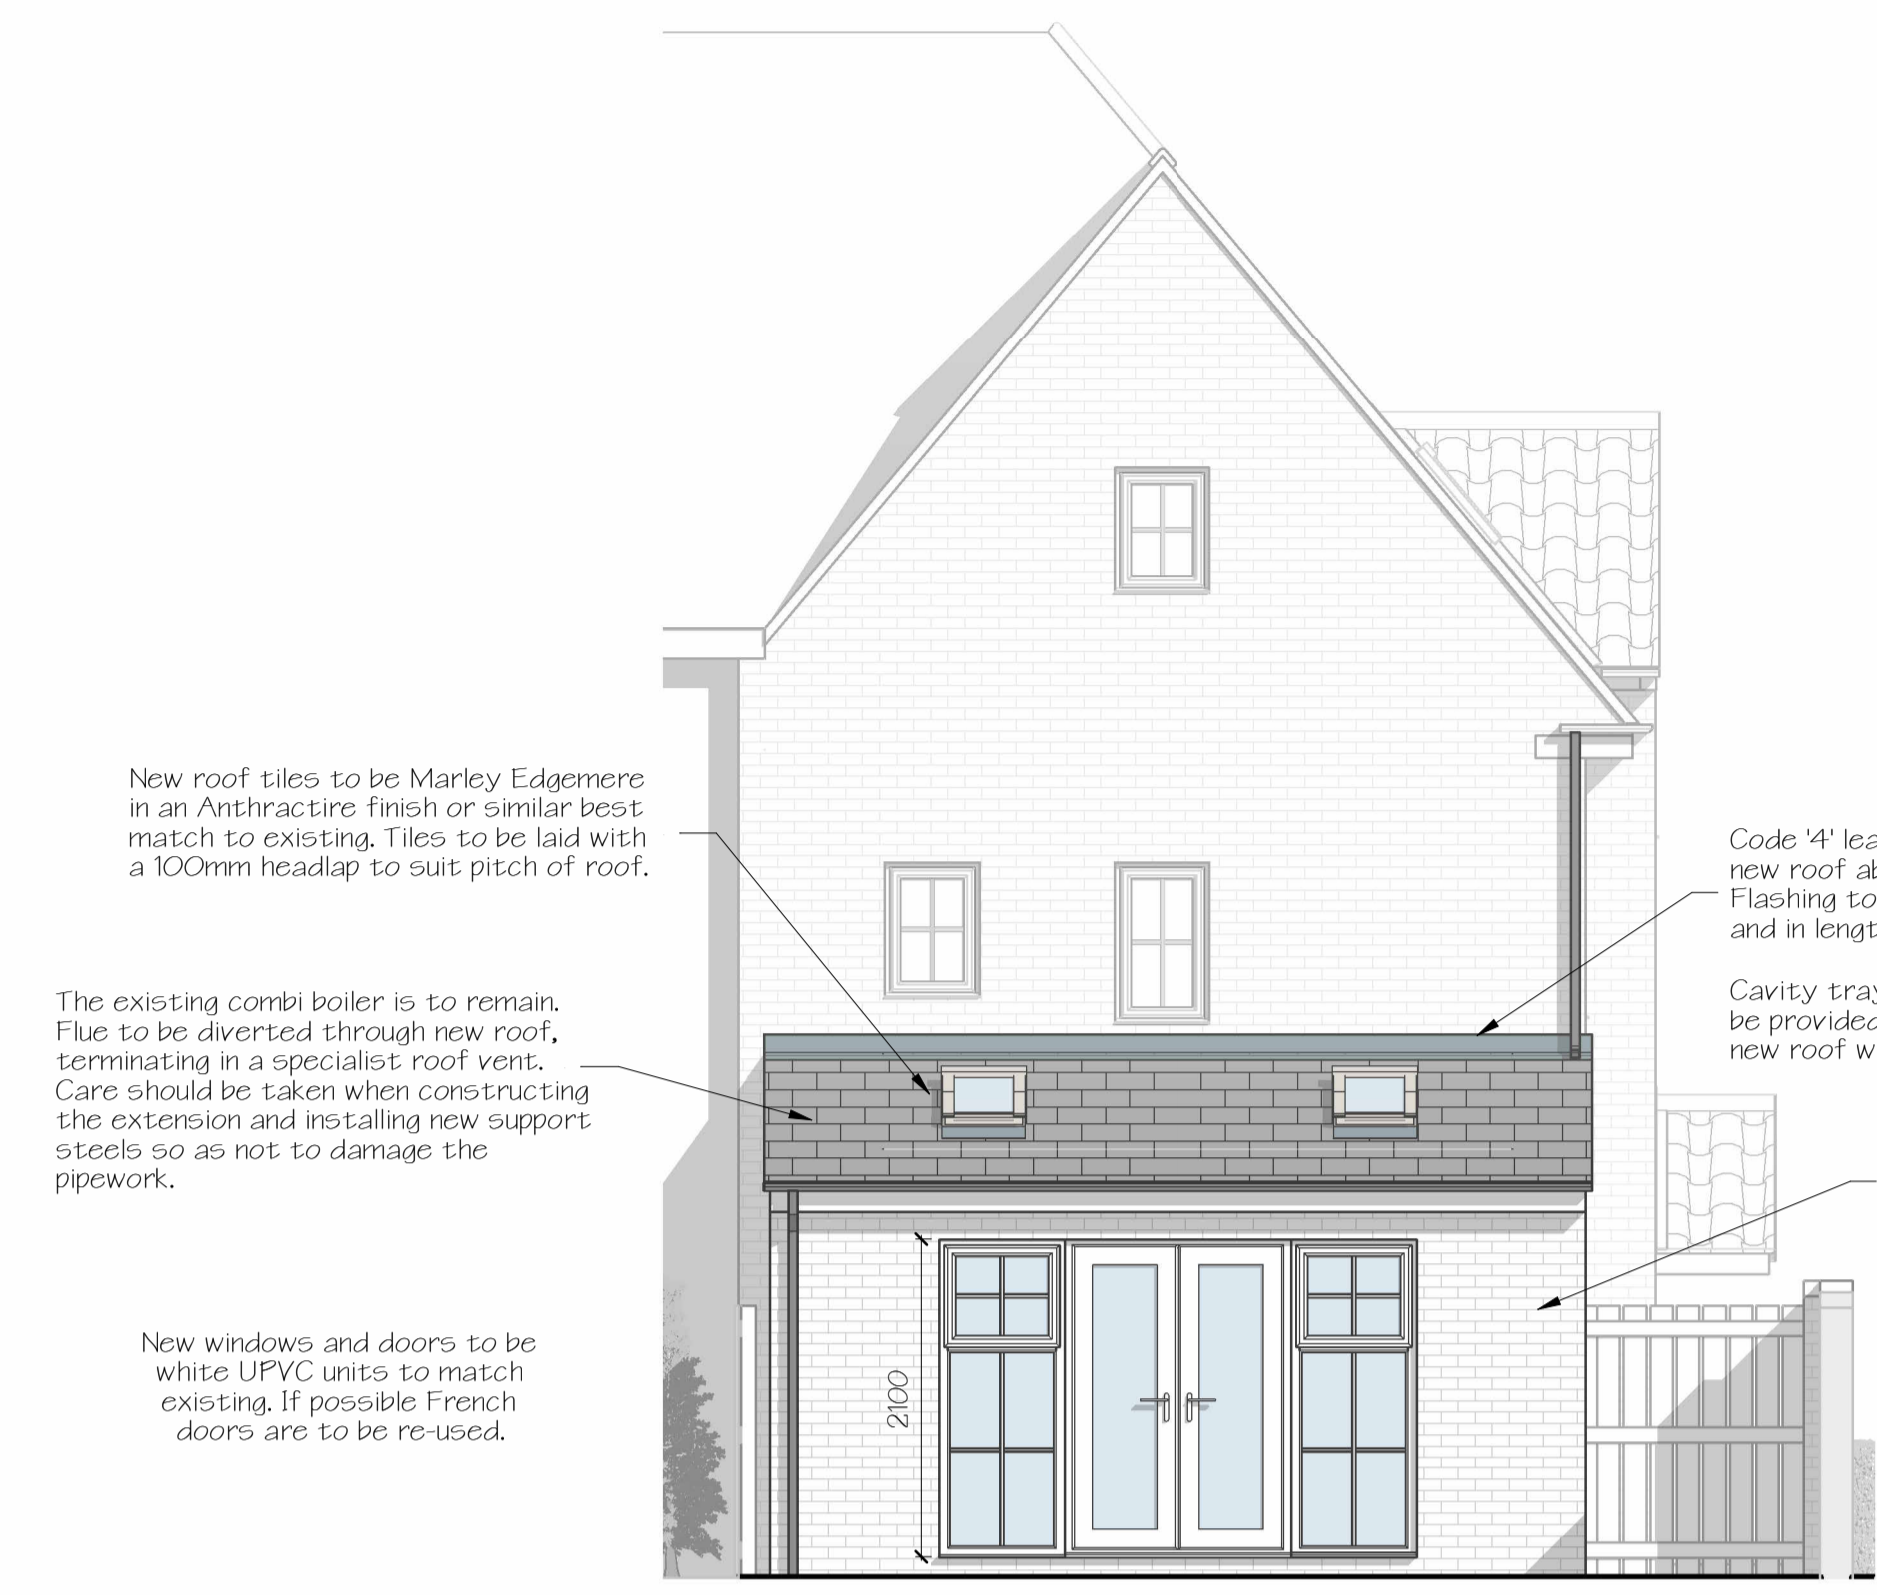 New roof tiles to be Marley Edgemere
in an Anthractire finish or similar best
match to existing. Tiles to be laid with
a 100mm headlap to suit pitch of roof.
The existing combi boiler is to remain.
Flue to be diverted through new roof,
terminating in a specialist roof vent.
Care should be taken when constructing
the extension and installing new support
steels so as not to damage the
pipework.
New windows and doors to be
white UPVC units to match
existing. If possible French
doors are to be re-used.
2100
Code '4'
new roof
Flashing to
and in
Cavity
be
new roof